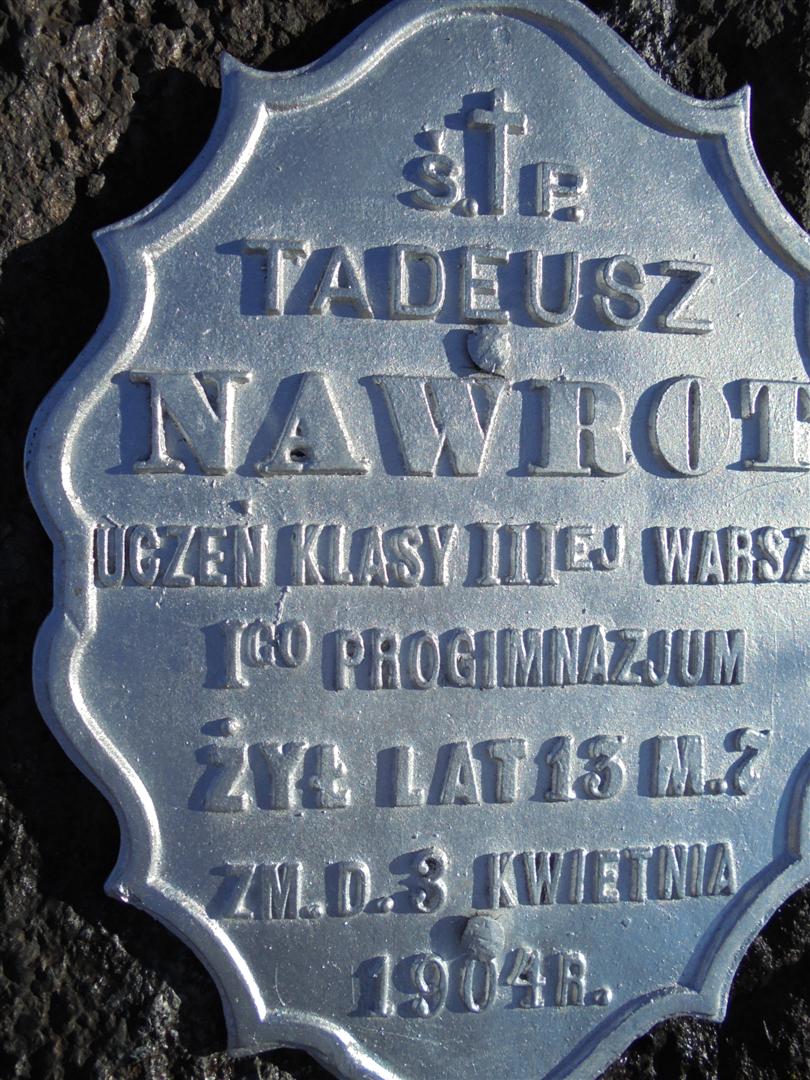 Ś. † P.
TADEUSZ
NAWROT
UCZEŃ KLASY IIIEJ WARSZ
IGO PROGIMNAZJUM
ŻYŁ LAT 13 M. 7
ZM. D. 3 KWIETNIA
1904 R.